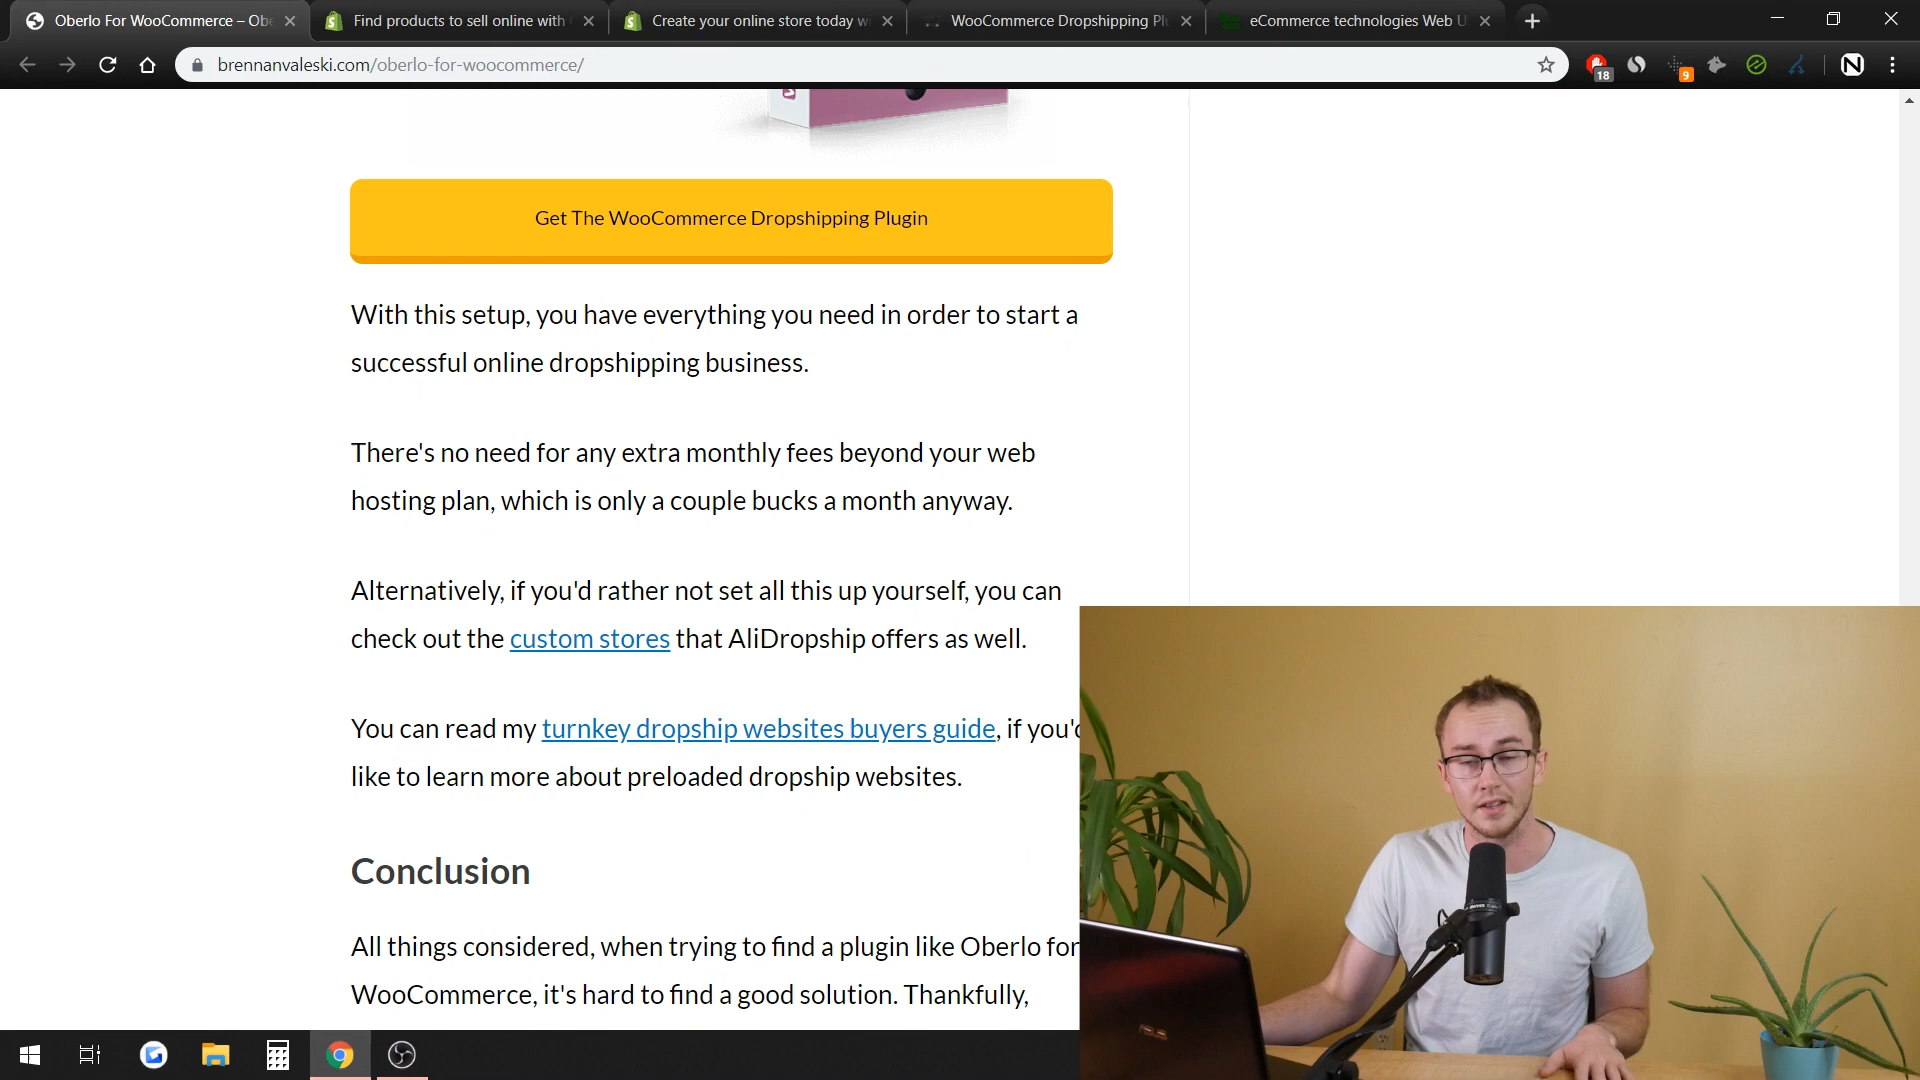 Oberlo For WooCommerce – Obe
Find products to sell online with
Create your online store today w
WooCommerce Dropshipping Pl
eCommerce technologies Web U
brennanvaleski.com/oberlo-for-woocommerce/
18
9
Get The WooCommerce Dropshipping Plugin
With this setup, you have everything you need in order to start a
successful online dropshipping business.
There's no need for any extra monthly fees beyond your web
hosting plan, which is only a couple bucks a month anyway.
Alternatively, if you'd rather not set all this up yourself, you can
check out the custom stores that AliDropship offers as well.
You can read my turnkey dropship websites buyers guide, if you'd
like to learn more about preloaded dropship websites.
Conclusion
All things considered, when trying to find a plugin like Oberlo for
WooCommerce, it's hard to find a good solution. Thankfully,